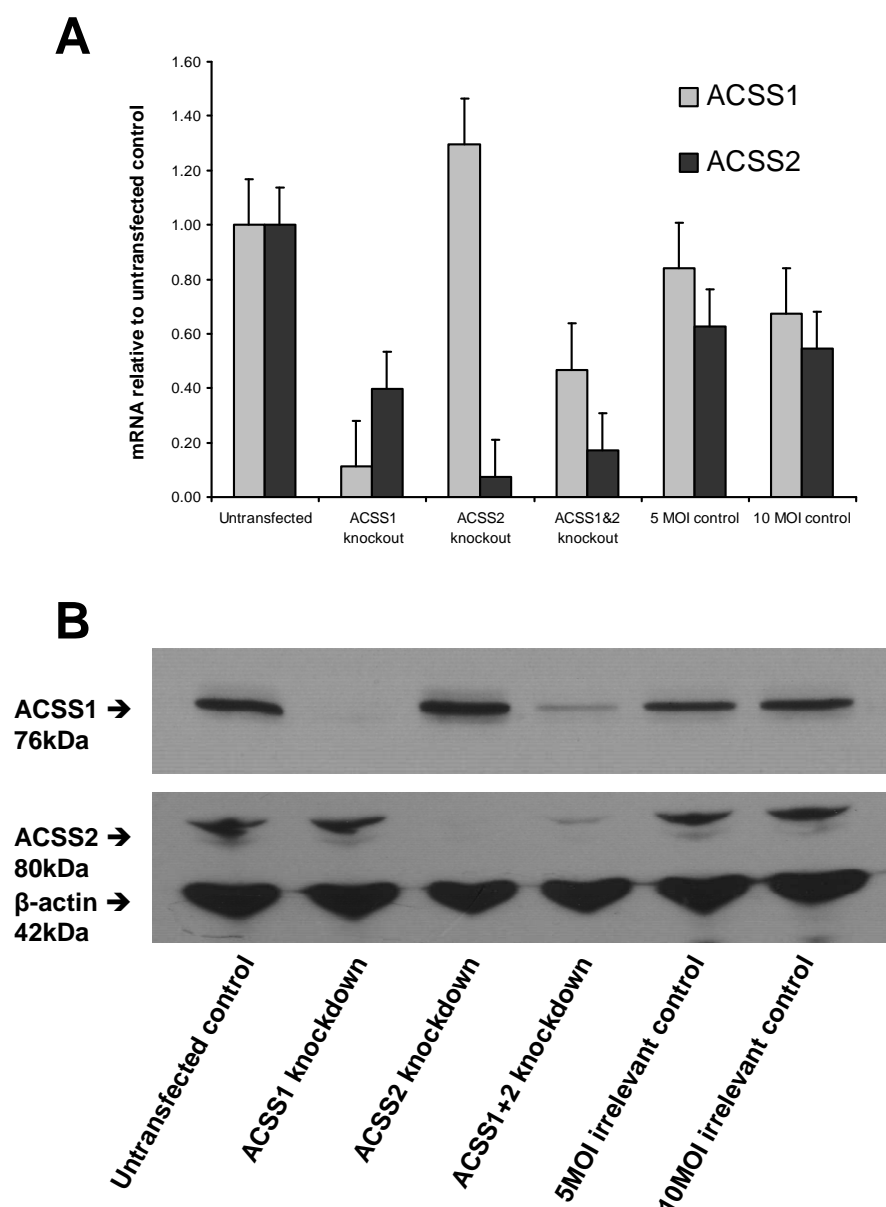 A
mRNA relative to untransfected control
1.60
1.40
1.20
1.00
0.80
0.60
0.40
0.20
0.00
ACSS1
ACSS2
Untransfected
ACSS1
knockout
ACSS2
knockout
ACSS1&2
knockout
5 MOI control
10 MOI control
B
ACSS1 →
76kDa
ACSS2 →
80kDa
β-actin →
42kDa
Untransfected control
ACSS1 knockdown
ACSS2 knockdown
ACSS1+2 knockdown
5MOI irrelevant control
10MOI irrelevant control